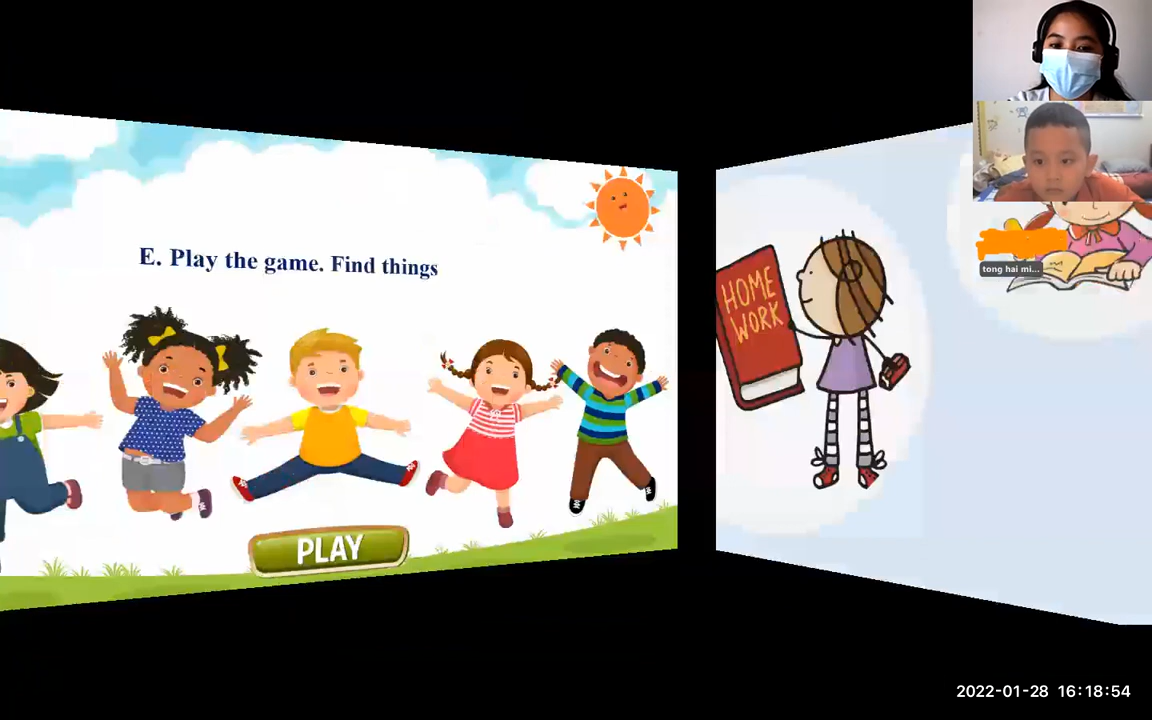 E. Play the game. Find things
PLAY
HOME
WORK
tong hai mi...
2022-01-28 16:18:54